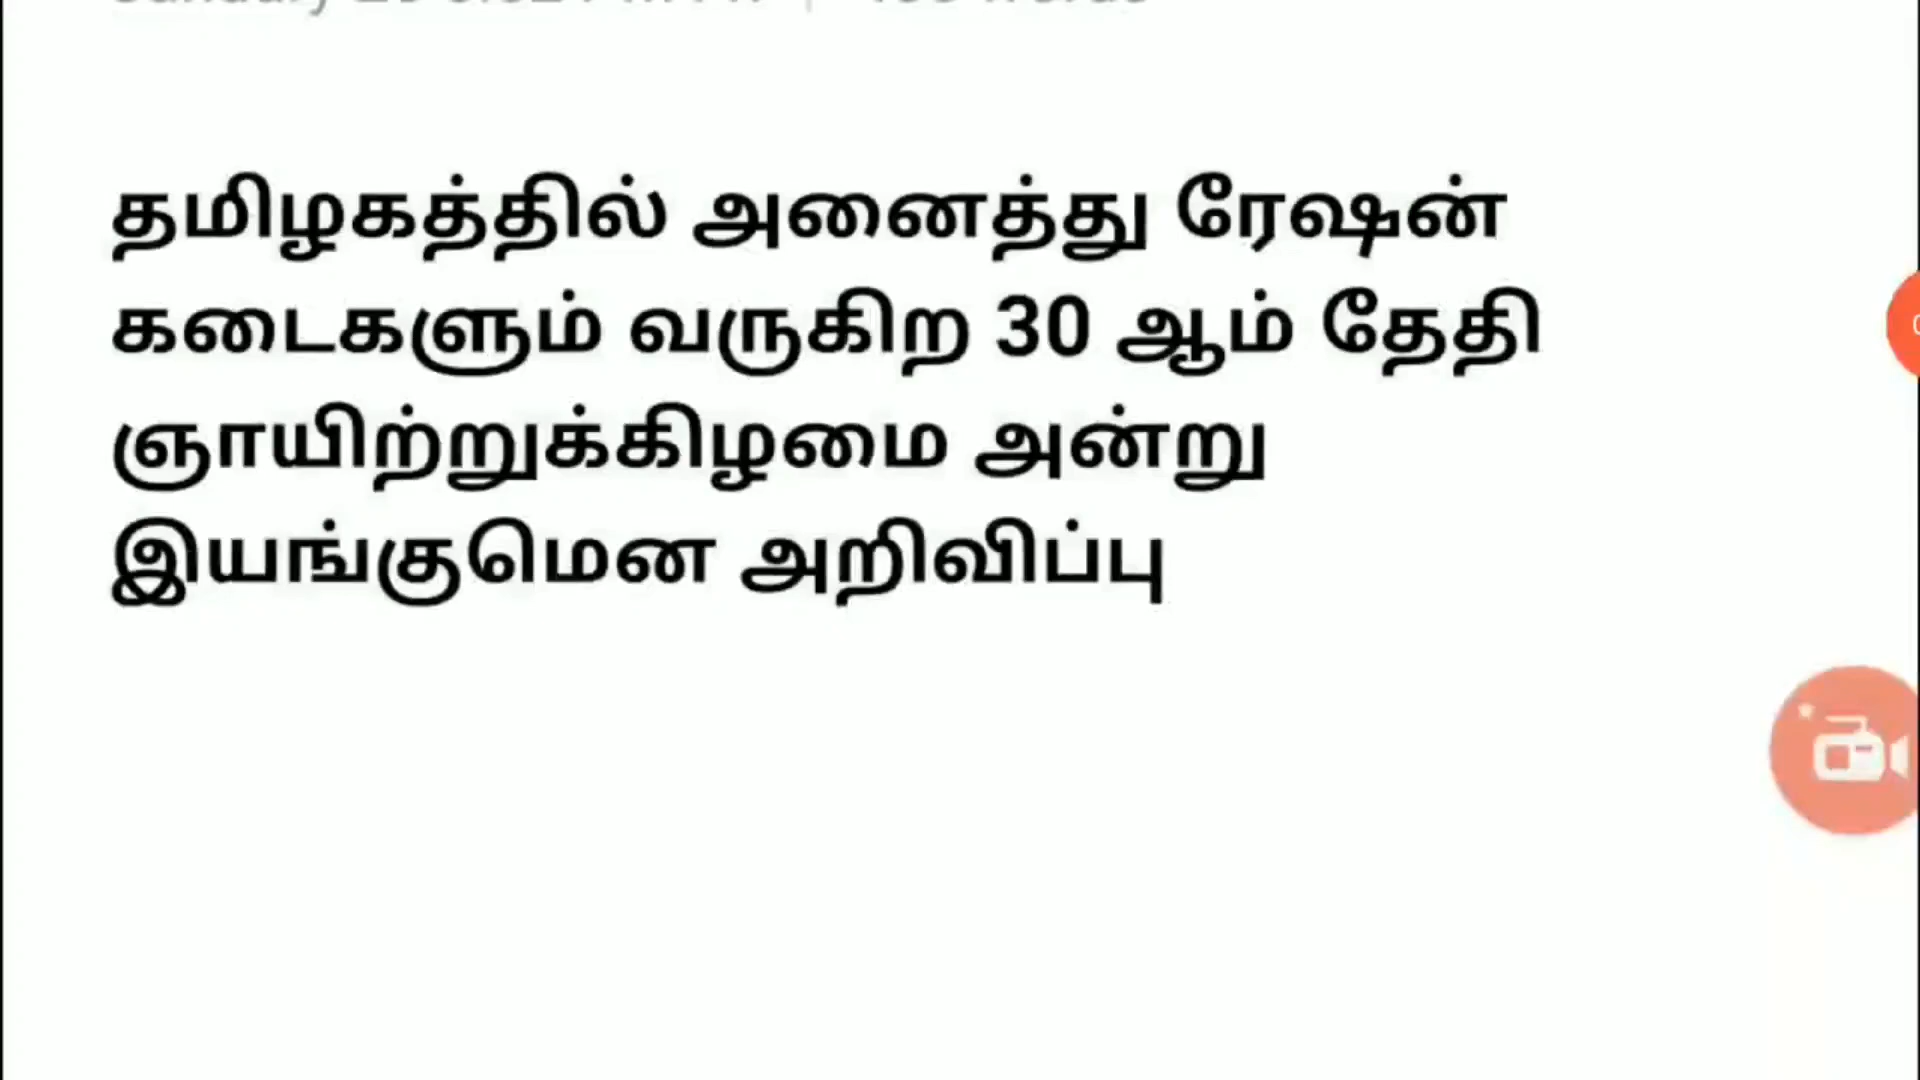 தமிழகத்தில் அனைத்து ரேஷன்
கடைகளும் வருகிற 30 ஆம் தேதி
ஞாயிற்றுக்கிழமை அன்று
இயங்குமென அறிவிப்பு